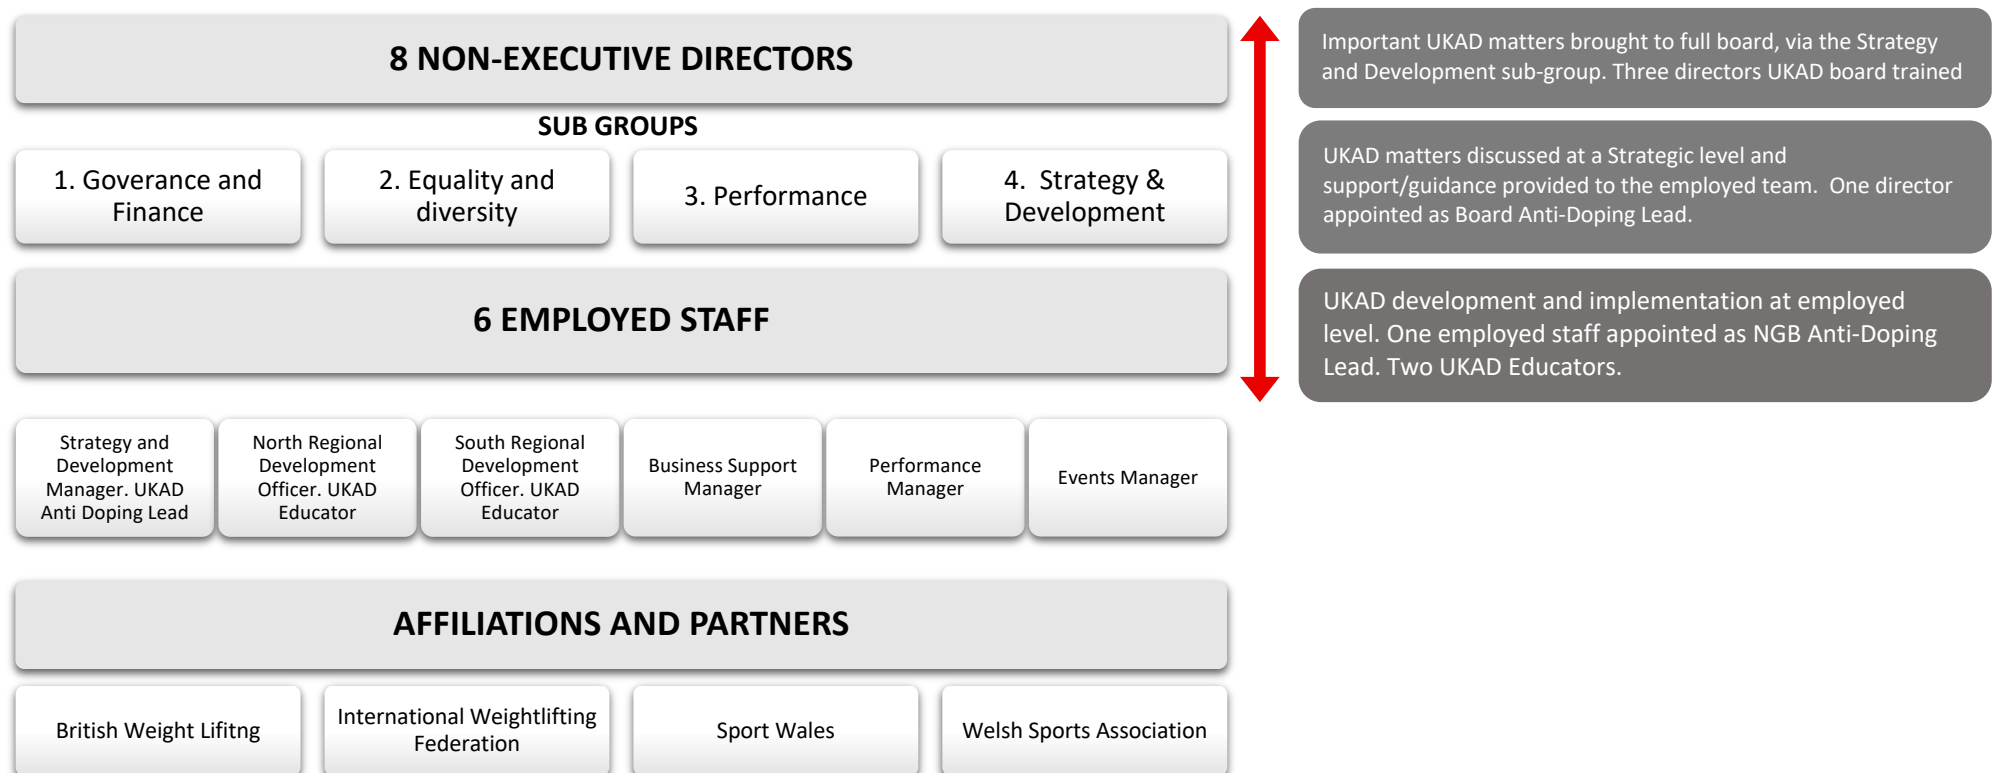 8 NON-EXECUTIVE DIRECTORS
SUB GROUPS
1. Goverance and
Finance
2. Equality and
diversity
3. Performance
4. Strategy &
Development
6 EMPLOYED STAFF
Strategy and
Development
Manager. UKAD
Anti Doping Lead
North Regional
Development
Officer. UKAD
Educator
South Regional
Development
Officer. UKAD
Educator
Business Support
Manager
Performance
Manager
Events Manager
AFFILIATIONS AND PARTNERS
British Weight Lifitng
International Weightlifting
Federation
Sport Wales
Welsh Sports Association
Important UKAD matters brought to full board, via the Strategy
and Development sub-group. Three directors UKAD board trained
UKAD matters discussed at a Strategic level and
support/guidance provided to the employed team. One director
appointed as Board Anti-Doping Lead.
UKAD development and implementation at employed
level. One employed staff appointed as NGB Anti-Doping
Lead. Two UKAD Educators.